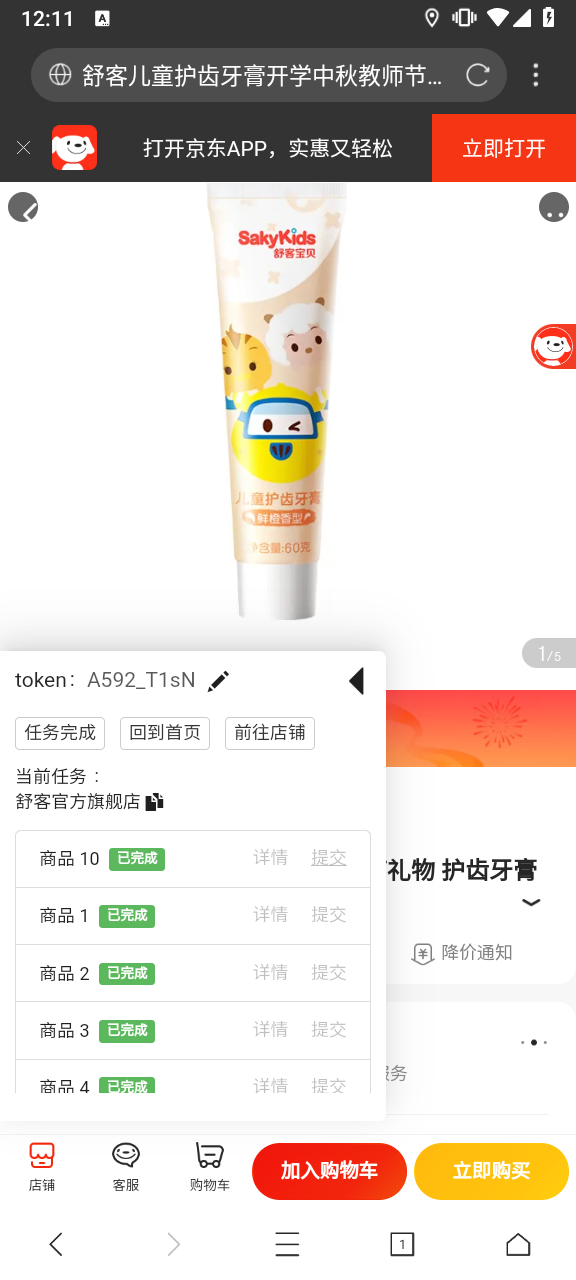 12:11
A
舒客儿童护齿牙膏开学中秋教师节…
打开京东APP，实惠又轻松
立即打开
SakyKids
舒客宝贝
儿童护齿牙膏
鲜橙香型
净含量:60克
1/5
token： A592_T1sN
任务完成 回到首页 前往店铺
当前任务：
舒客官方旗舰店
商品 10 已完成 详情 提交
礼物 护齿牙膏
商品 1 已完成 详情 提交
降价通知
商品 2 已完成 详情 提交
商品 3 已完成 详情 提交
服务
商品 4 已完成 详情 提交
店铺 客服 购物车 加入购物车 立即购买
1